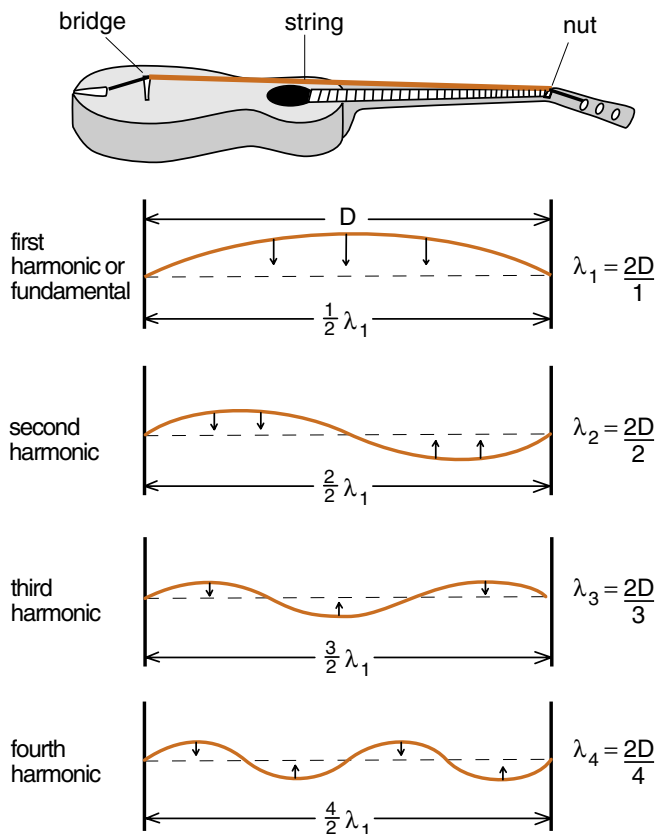 bridge
string
nut
D
first
harmonic or
fundamental
λ₁ = 2D/1
1/2 λ₁
second
harmonic
λ₂ = 2D/2
2/2 λ₁
third
harmonic
λ₃ = 2D/3
3/2 λ₁
fourth
harmonic
λ₄ = 2D/4
4/2 λ₁